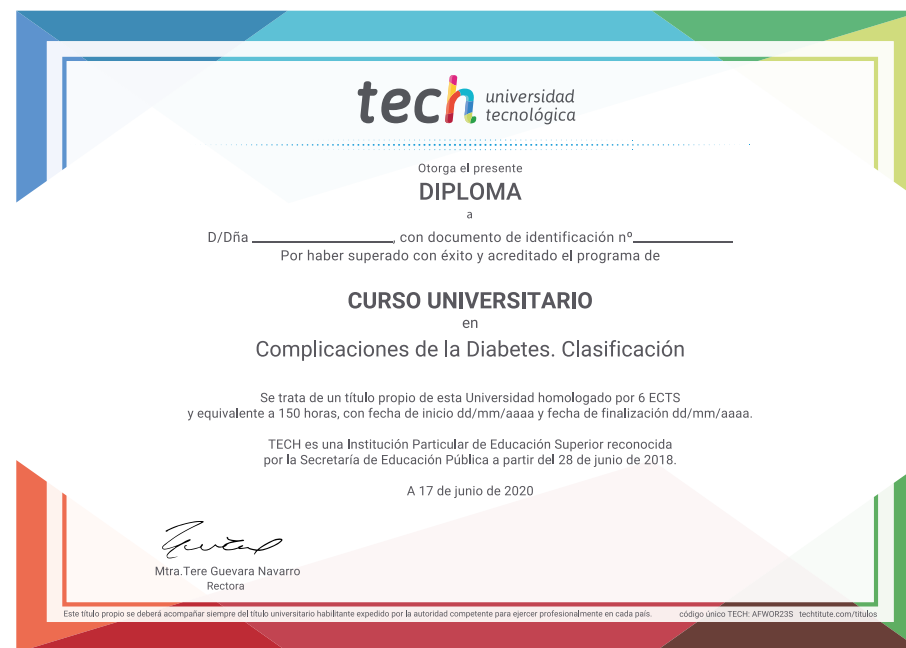 tech universidad
tecnológica
Otorga el presente
DIPLOMA
a
D/Dña ____________________, con documento de identificación nº______________
Por haber superado con éxito y acreditado el programa de
CURSO UNIVERSITARIO
en
Complicaciones de la Diabetes. Clasificación
Se trata de un título propio de esta Universidad homologado por 6 ECTS
y equivalente a 150 horas, con fecha de inicio dd/mm/aaaa y fecha de finalización dd/mm/aaaa.
TECH es una Institución Particular de Educación Superior reconocida
por la Secretaría de Educación Pública a partir del 28 de junio de 2018.
A 17 de junio de 2020
Mtra.Tere Guevara Navarro
Rectora
Este título propio se deberá acompañar siempre del título universitario habilitante expedido por la autoridad competente para ejercer profesionalmente en cada país. código único TECH: AFWOR23S techtitute.com/titulos